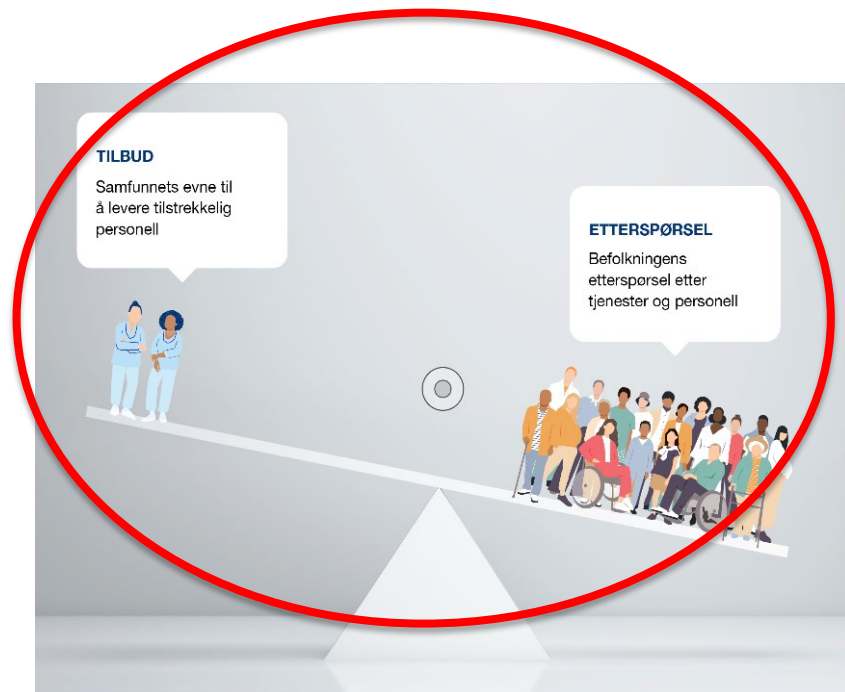 TILBUD
Samfunnets evne til
å levere tilstrekkelig
personell
ETTERSPØRSEL
Befolkningens
etterspørsel etter
tjenester og personell